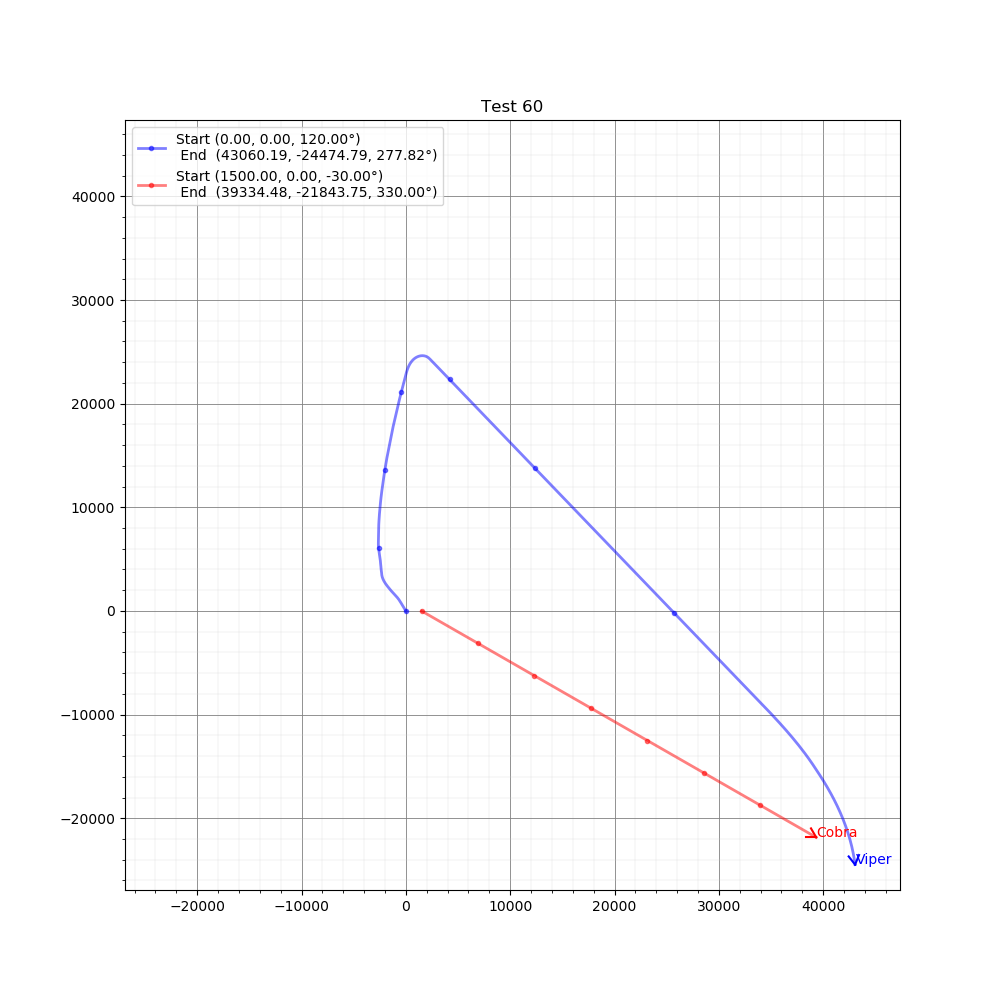 Test 60
Start (0.00, 0.00, 120.00°)
End (43060.19, -24474.79, 277.82°)
Start (1500.00, 0.00, -30.00°)
End (39334.48, -21843.75, 330.00°)
40000
30000
20000
10000
0
−10000
−20000
Cobra
Viper
−20000 −10000 0 10000 20000 30000 40000